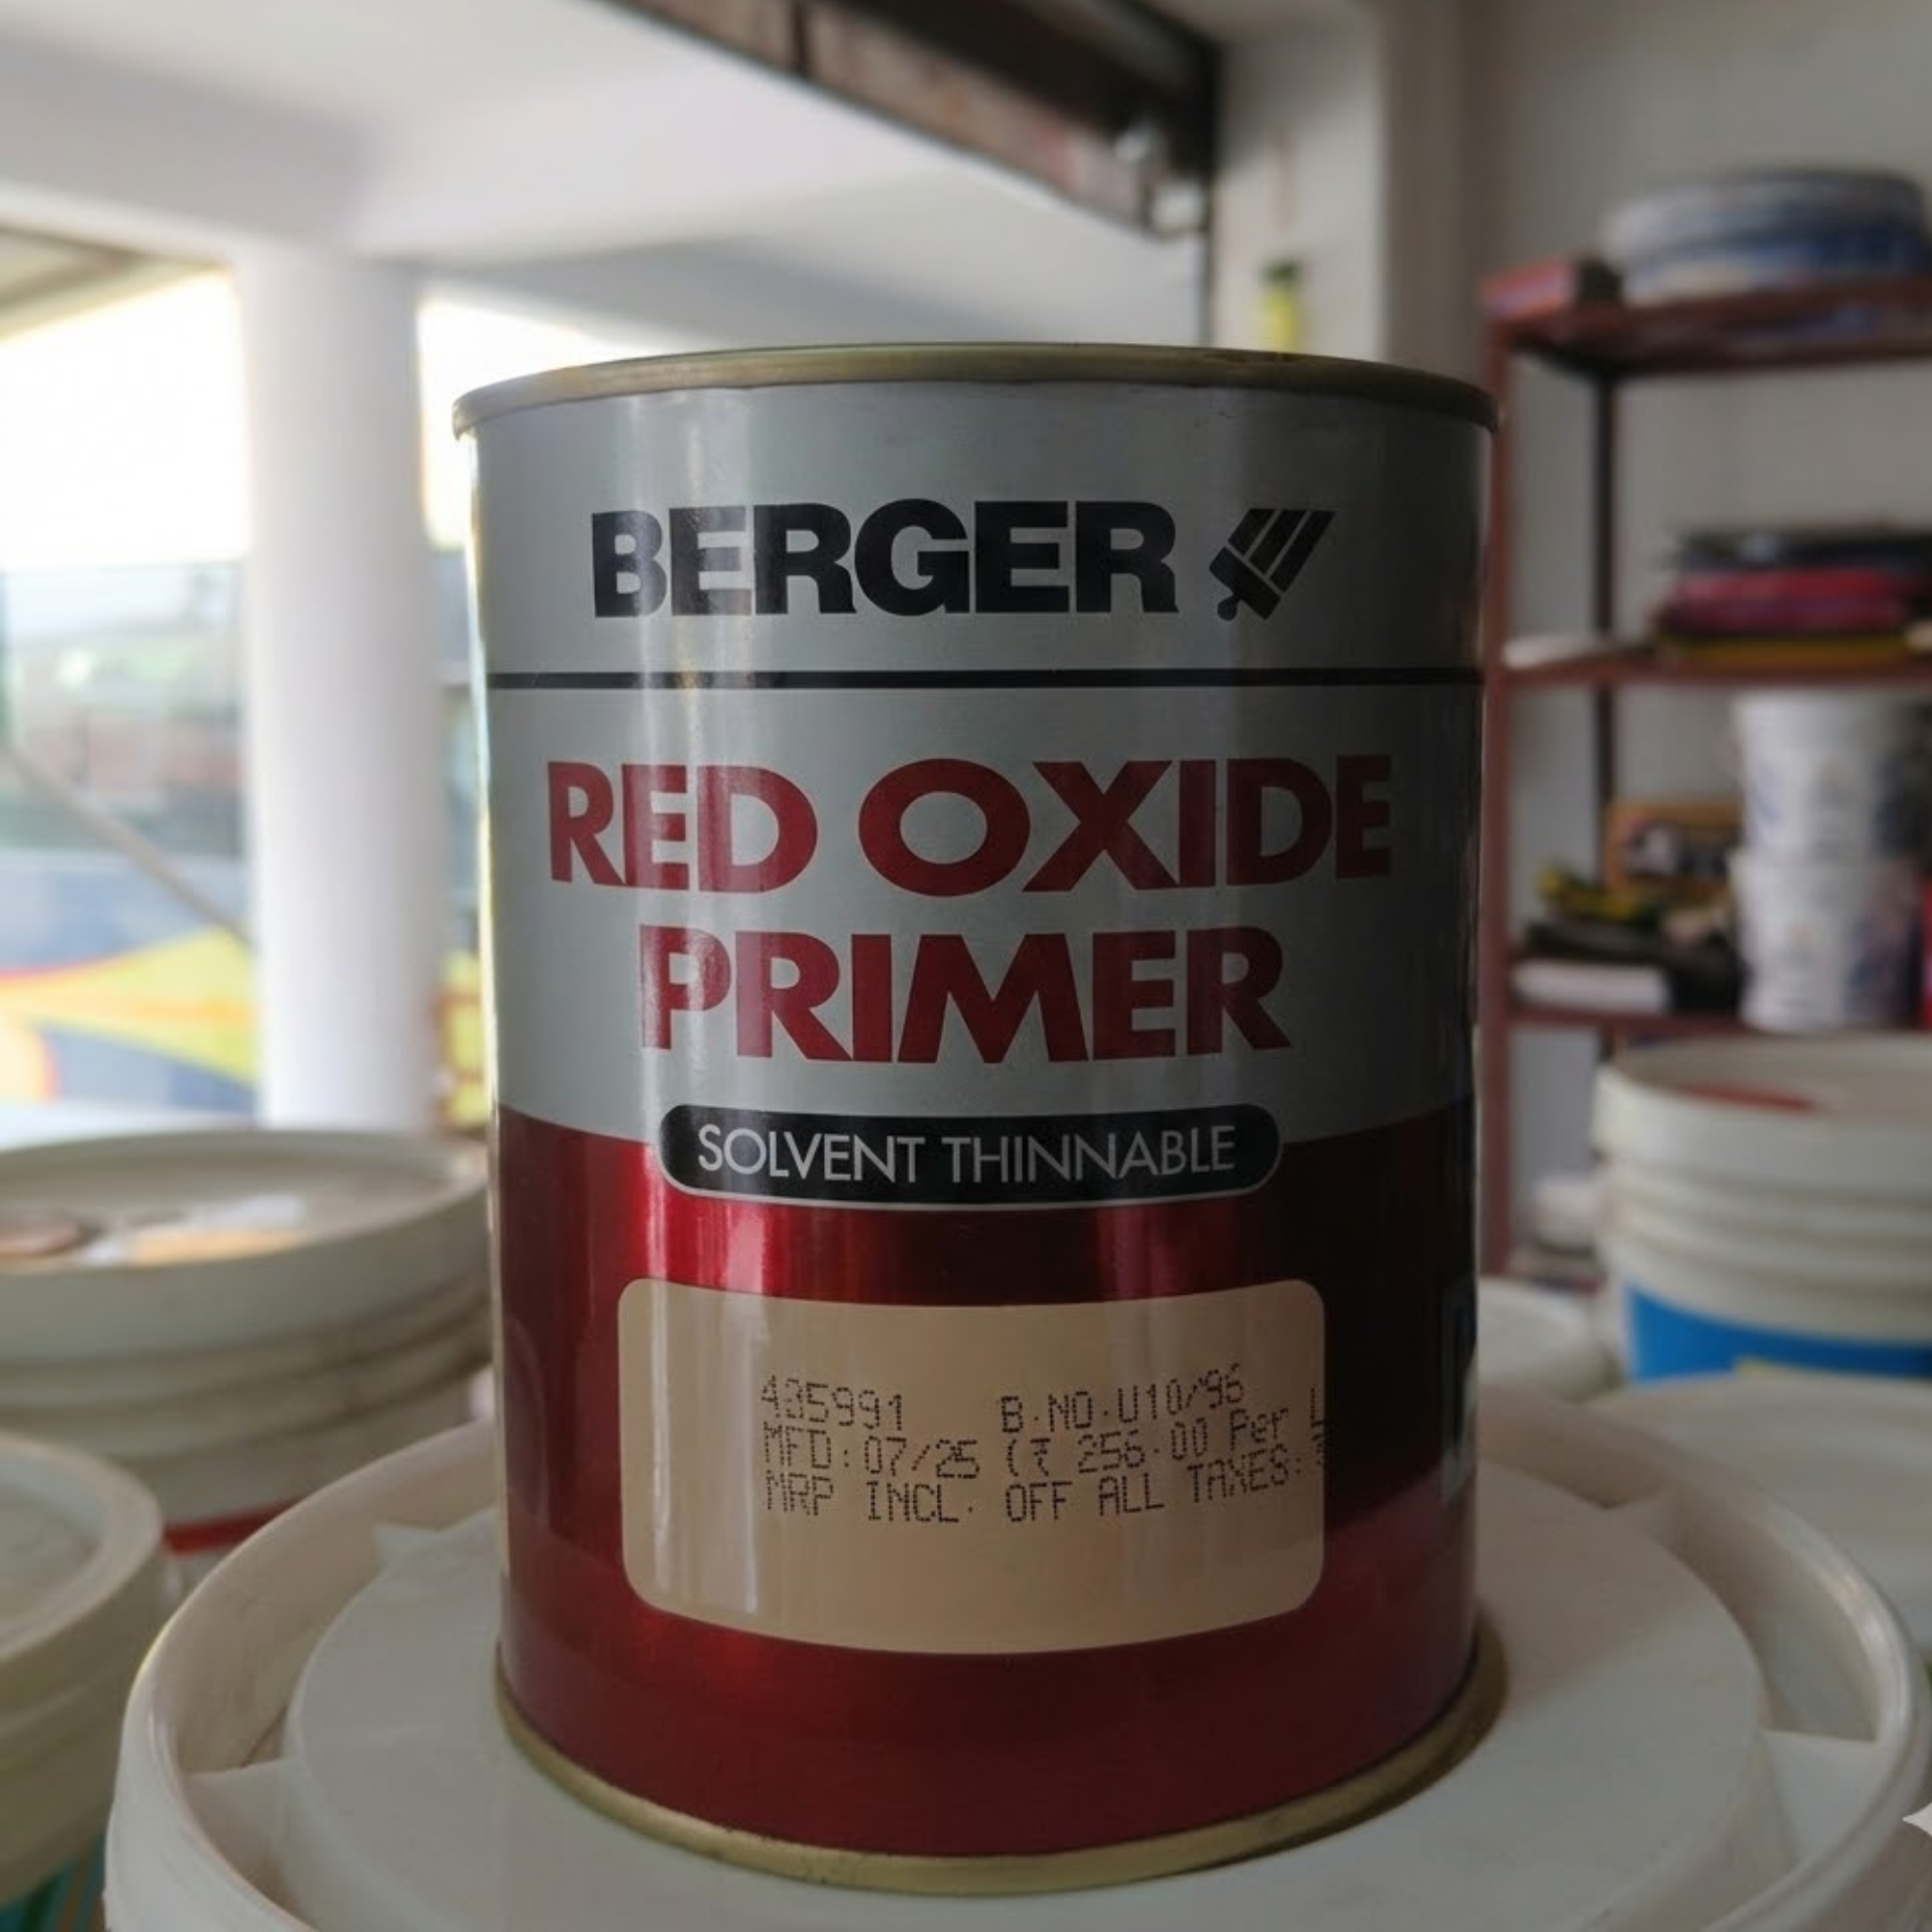 BERGER
RED OXIDE
PRIMER
SOLVENT THINNABLE
435991 B.NO.U10/96
MFD:07/25 (₹ 256.00 Per L
MRP INCL. OFF ALL TAXES: